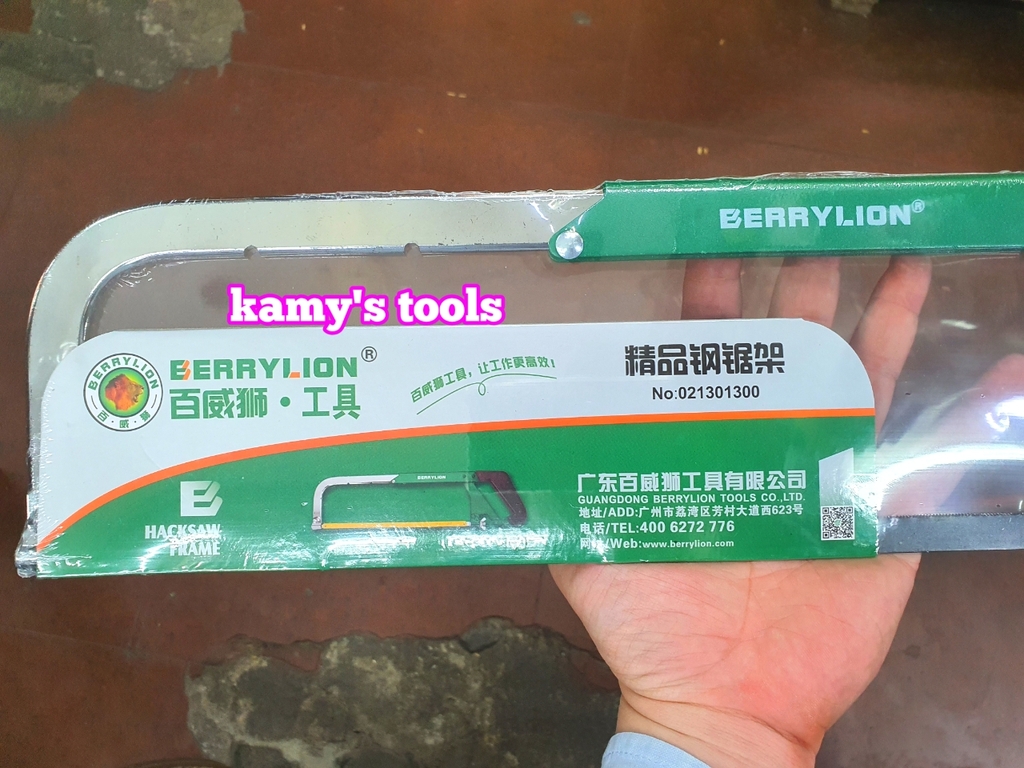 BERRYLION®
kamy's tools
BERRYLION
百·威·狮
BERRYLION®
百威狮·工具
百威狮工具，让工作更高效！
精品钢锯架
No:021301300
BERRYLION
HACKSAW
FRAME
广东百威狮工具有限公司
GUANGDONG BERRYLION TOOLS CO.,LTD.
地址/ADD:广州市荔湾区芳村大道西623号
电话/TEL:400 6272 776
网址/Web:www.berrylion.com